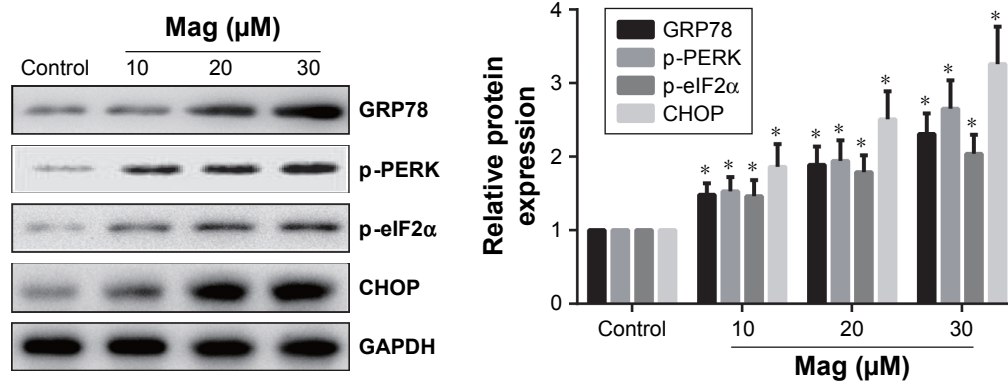 Mag (µM)
Control 10 20 30
GRP78
p-PERK
p-eIF2α
CHOP
GAPDH
Relative protein
expression
5
4
3
2
1
0
GRP78
p-PERK
p-eIF2α
CHOP
* * * *
* * * *
* * * *
Control 10 20 30
Mag (µM)